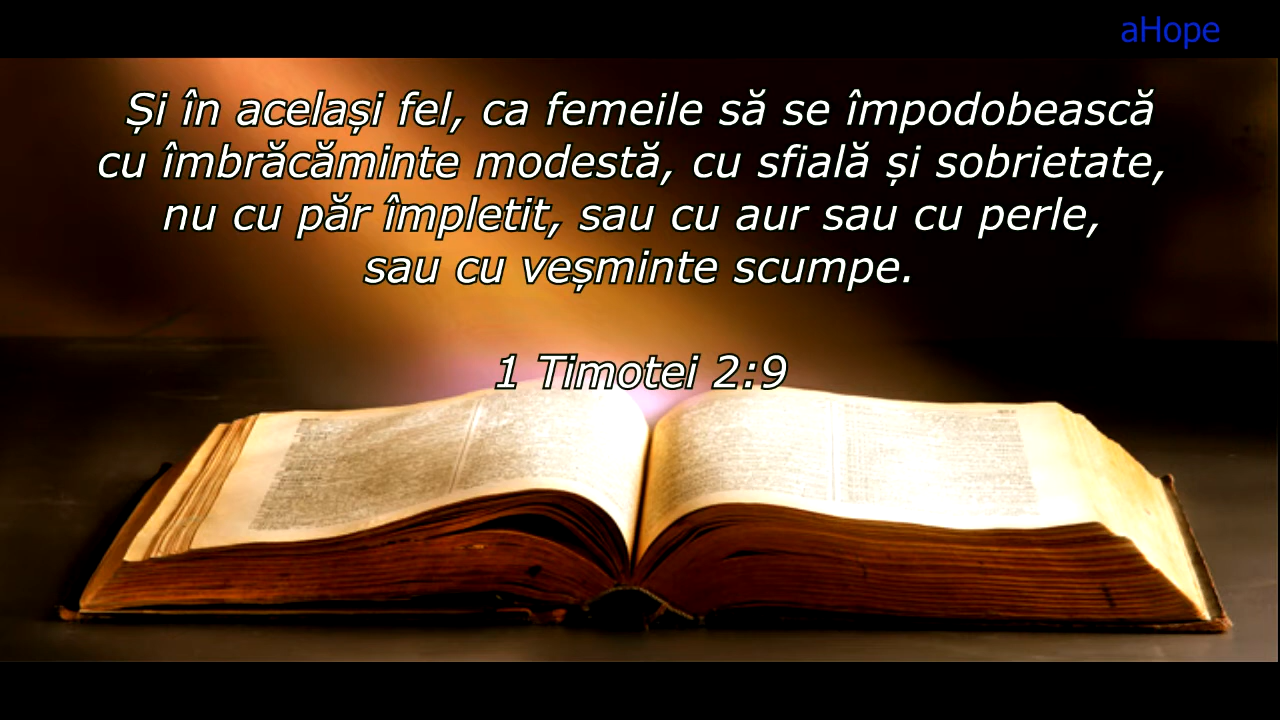 aHope
Și în același fel, ca femeile să se împodobească
cu îmbrăcăminte modestă, cu sfială și sobrietate,
nu cu păr împletit, sau cu aur sau cu perle,
sau cu veșminte scumpe.
1 Timotei 2:9